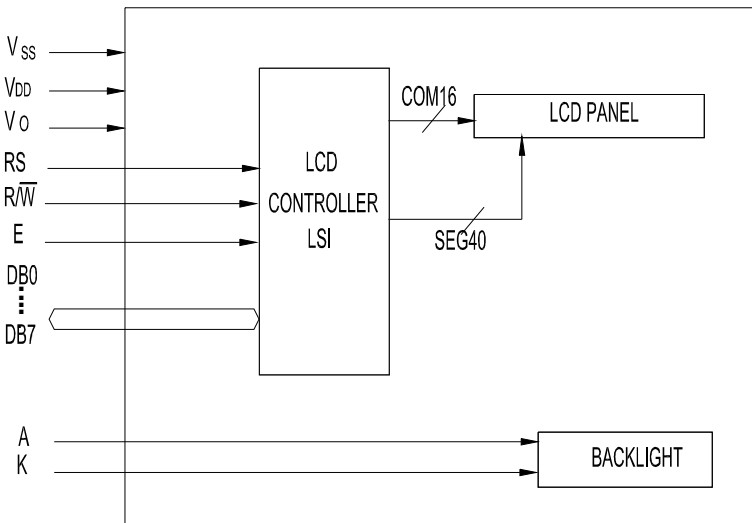 VSS
VDD
VO
RS
R/W̅
E
DB0
DB7
A
K
LCD
CONTROLLER
LSI
COM16
SEG40
LCD PANEL
BACKLIGHT